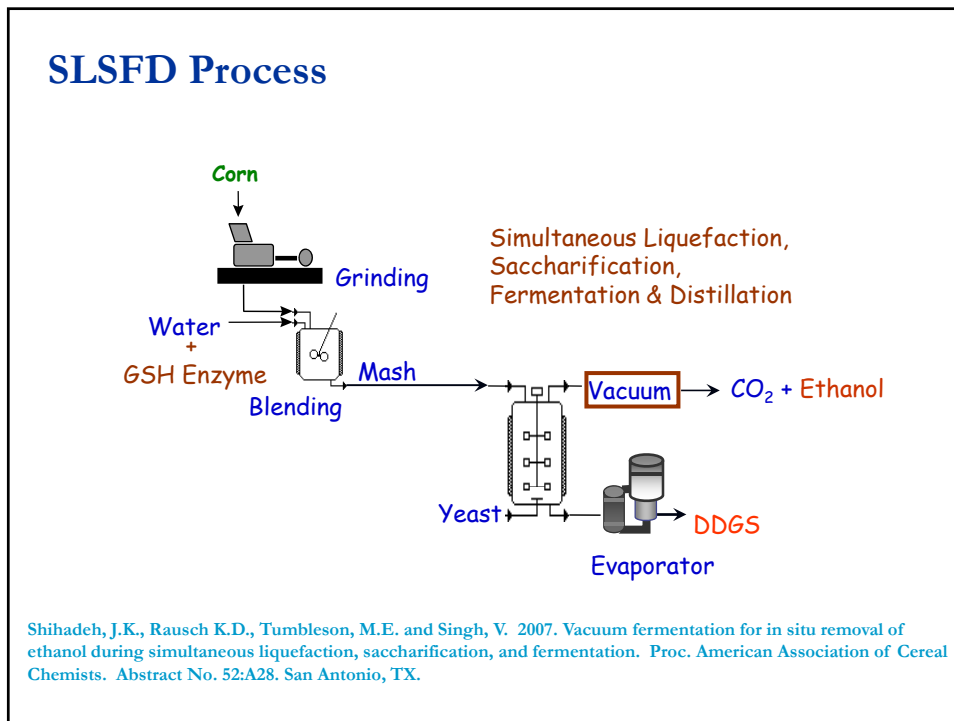 SLSFD Process
Corn
Simultaneous Liquefaction,
Saccharification,
Fermentation & Distillation
Grinding
Water
+
GSH Enzyme
Blending
Mash
Vacuum
CO₂ + Ethanol
Yeast
DDGS
Evaporator
Shihadeh, J.K., Rausch K.D., Tumbleson, M.E. and Singh, V. 2007. Vacuum fermentation for in situ removal of
ethanol during simultaneous liquefaction, saccharification, and fermentation. Proc. American Association of Cereal
Chemists. Abstract No. 52:A28. San Antonio, TX.